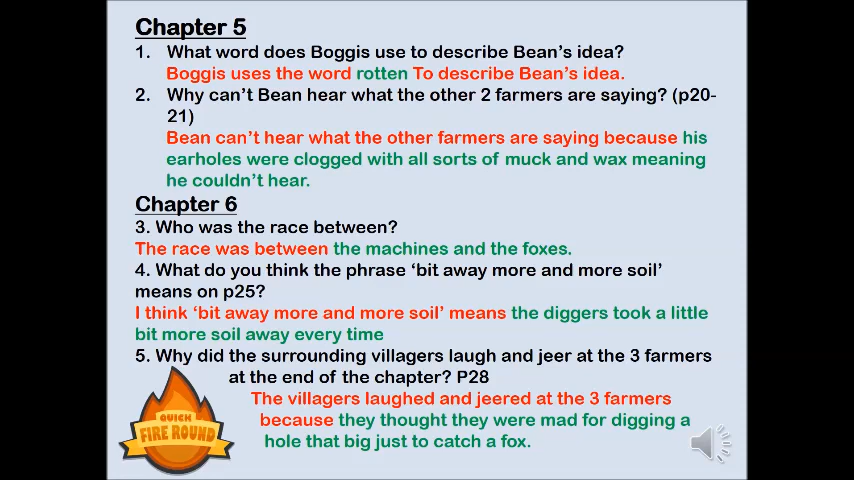 Chapter 5
1. What word does Boggis use to describe Bean's idea?
Boggis uses the word rotten To describe Bean's idea.
2. Why can't Bean hear what the other 2 farmers are saying? (p20-
21)
Bean can't hear what the other farmers are saying because his
earholes were clogged with all sorts of muck and wax meaning
he couldn't hear.
Chapter 6
3. Who was the race between?
The race was between the machines and the foxes.
4. What do you think the phrase 'bit away more and more soil'
means on p25?
I think 'bit away more and more soil' means the diggers took a little
bit more soil away every time
5. Why did the surrounding villagers laugh and jeer at the 3 farmers
at the end of the chapter? P28
The villagers laughed and jeered at the 3 farmers
because they thought they were mad for digging a
hole that big just to catch a fox.
QUICK
FIRE ROUND